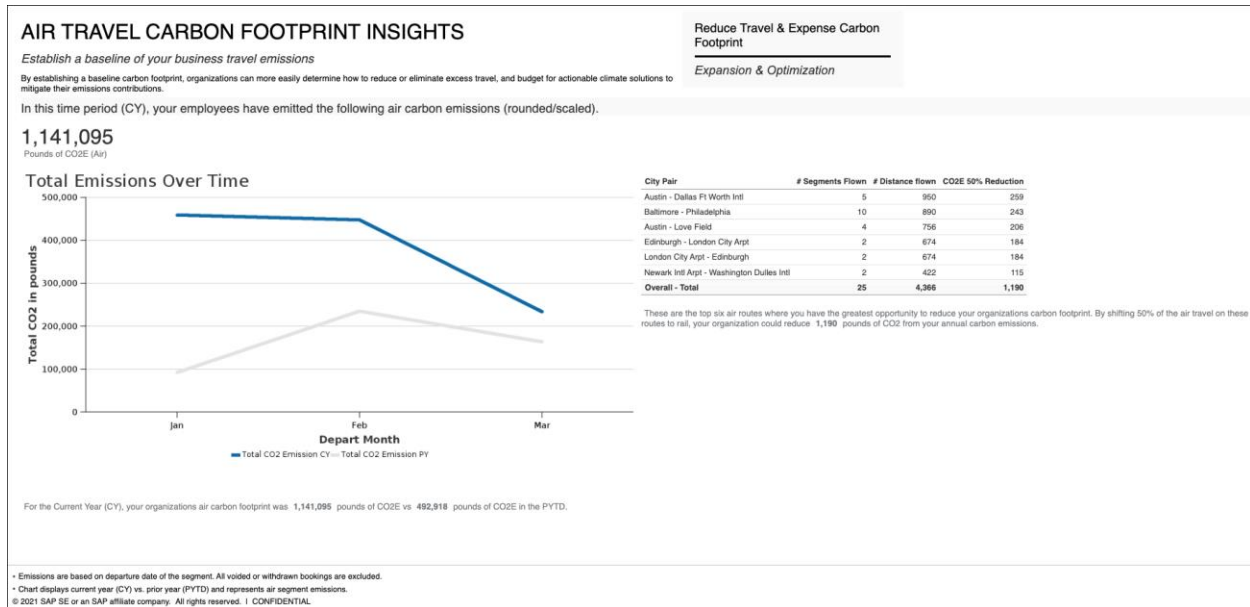 AIR TRAVEL CARBON FOOTPRINT INSIGHTS
Establish a baseline of your business travel emissions
By establishing a baseline carbon footprint, organizations can more easily determine how to reduce or eliminate excess travel, and budget for actionable climate solutions to
mitigate their emissions contributions.
Reduce Travel & Expense Carbon
Footprint
Expansion & Optimization
In this time period (CY), your employees have emitted the following air carbon emissions (rounded/scaled).
1,141,095
Pounds of CO2E (Air)
Total Emissions Over Time
500,000
400,000
300,000
200,000
100,000
0
Total CO2 in pounds
Jan Feb Mar
Depart Month
Total CO2 Emission CY Total CO2 Emission PY
City Pair # Segments Flown # Distance flown CO2E 50% Reduction
Austin - Dallas Ft Worth Intl 5 950 259
Baltimore - Philadelphia 10 890 243
Austin - Love Field 4 756 206
Edinburgh - London City Arpt 2 674 184
London City Arpt - Edinburgh 2 674 184
Newark Intl Arpt - Washington Dulles Intl 2 422 115
Overall - Total 25 4,366 1,190
These are the top six air routes where you have the greatest opportunity to reduce your organizations carbon footprint. By shifting 50% of the air travel on these
routes to rail, your organization could reduce 1,190 pounds of CO2 from your annual carbon emissions.
For the Current Year (CY), your organizations air carbon footprint was 1,141,095 pounds of CO2E vs 492,918 pounds of CO2E in the PYTD.
• Emissions are based on departure date of the segment. All voided or withdrawn bookings are excluded.
• Chart displays current year (CY) vs. prior year (PYTD) and represents air segment emissions.
© 2021 SAP SE or an SAP affiliate company. All rights reserved. I CONFIDENTIAL